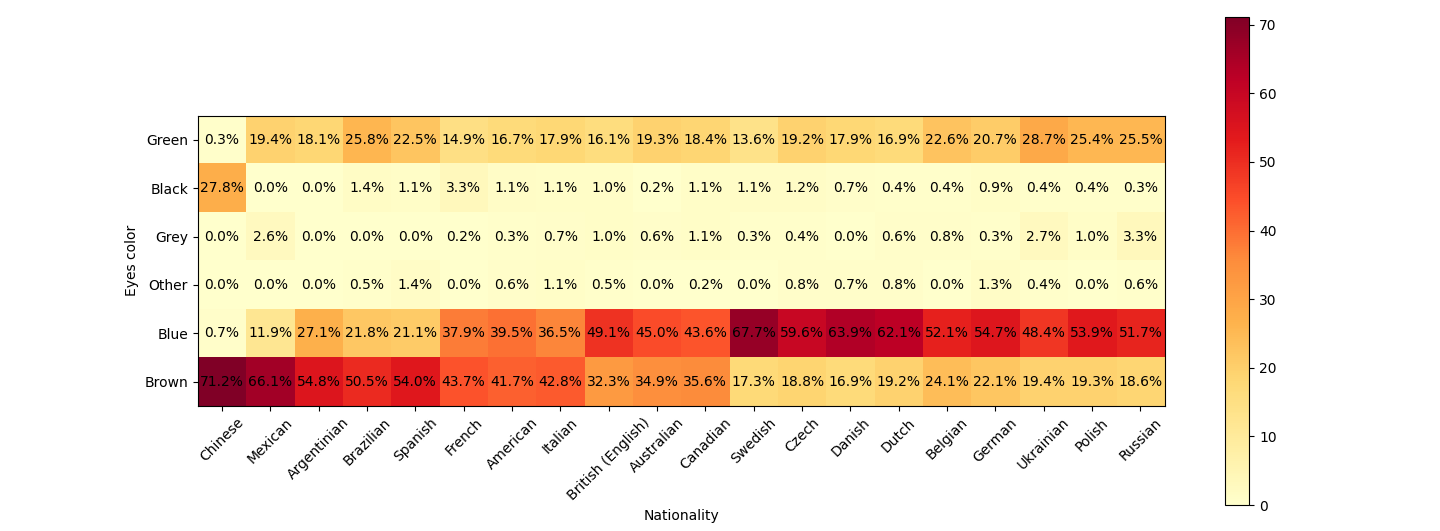 70
60
50
40
30
20
10
0
Eyes color
Green 0.3% 19.4% 18.1% 25.8% 22.5% 14.9% 16.7% 17.9% 16.1% 19.3% 18.4% 13.6% 19.2% 17.9% 16.9% 22.6% 20.7% 28.7% 25.4% 25.5%
Black 27.8% 0.0% 0.0% 1.4% 1.1% 3.3% 1.1% 1.1% 1.0% 0.2% 1.1% 1.1% 1.2% 0.7% 0.4% 0.4% 0.9% 0.4% 0.4% 0.3%
Grey 0.0% 2.6% 0.0% 0.0% 0.0% 0.2% 0.3% 0.7% 1.0% 0.6% 1.1% 0.3% 0.4% 0.0% 0.6% 0.8% 0.3% 2.7% 1.0% 3.3%
Other 0.0% 0.0% 0.0% 0.5% 1.4% 0.0% 0.6% 1.1% 0.5% 0.0% 0.2% 0.0% 0.8% 0.7% 0.8% 0.0% 1.3% 0.4% 0.0% 0.6%
Blue 0.7% 11.9% 27.1% 21.8% 21.1% 37.9% 39.5% 36.5% 49.1% 45.0% 43.6% 67.7% 59.6% 63.9% 62.1% 52.1% 54.7% 48.4% 53.9% 51.7%
Brown 71.2% 66.1% 54.8% 50.5% 54.0% 43.7% 41.7% 42.8% 32.3% 34.9% 35.6% 17.3% 18.8% 16.9% 19.2% 24.1% 22.1% 19.4% 19.3% 18.6%
Chinese Mexican Argentinian Brazilian Spanish French American Italian British (English) Australian Canadian Swedish Czech Danish Dutch Belgian German Ukrainian Polish Russian
Nationality